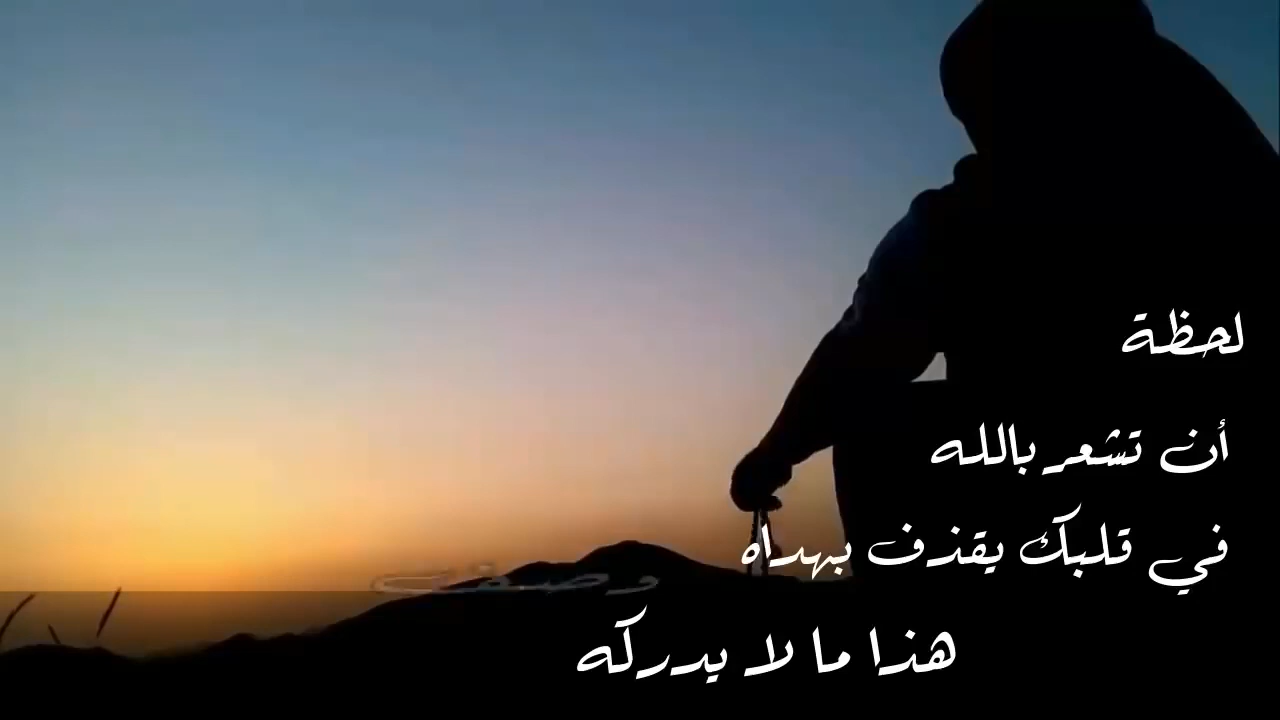 لحظة
أن تشعر بالله
في قلبك يقذف بهداه
هذا ما لا يدركه